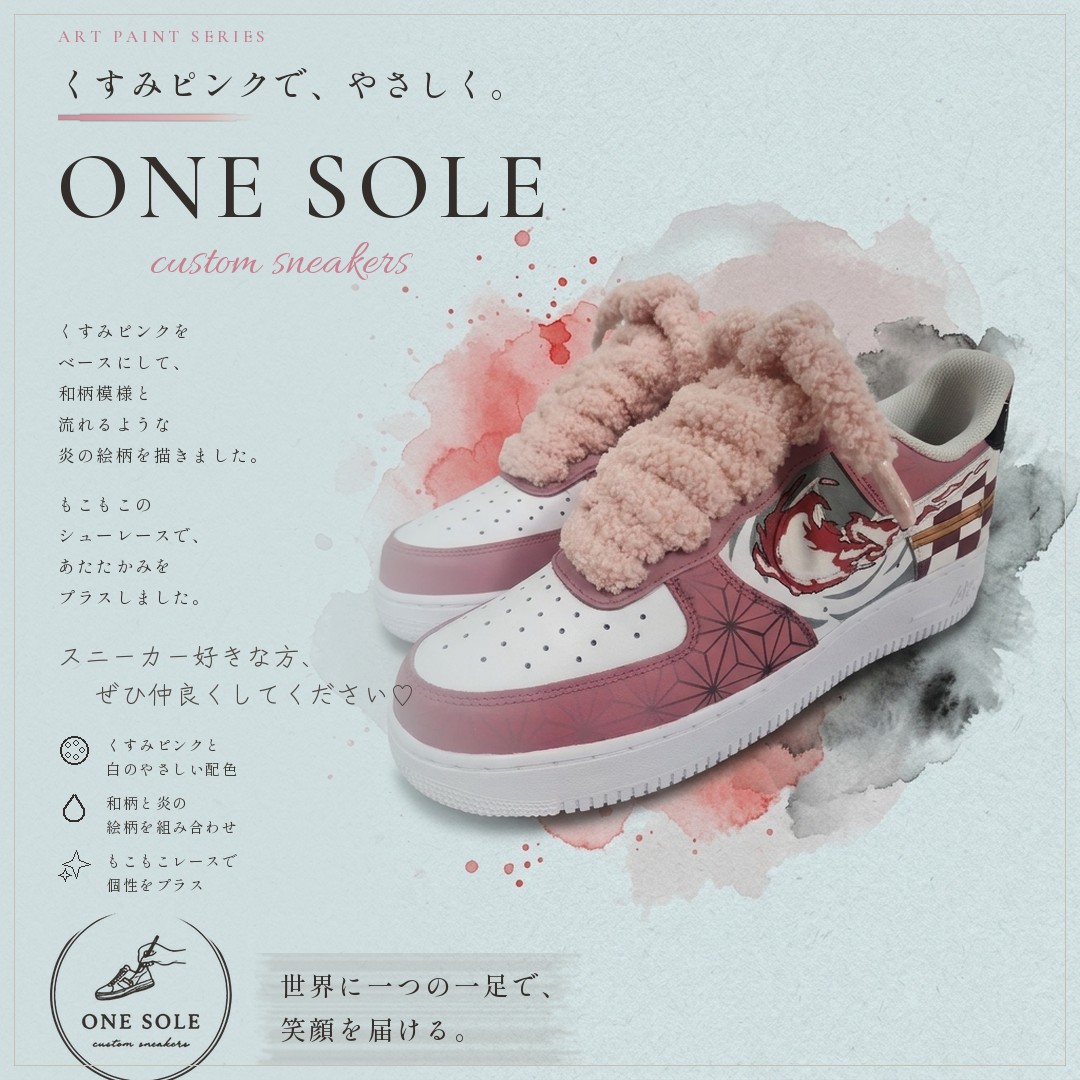 ART PAINT SERIES
くすみピンクで、やさしく。
ONE SOLE
custom sneakers
くすみピンクを
ベースにして、
和柄模様と
流れるような
炎の絵柄を描きました。
もこもこの
シューレースで、
あたたかみを
プラスしました。
スニーカー好きな方、
ぜひ仲良くしてください♡
くすみピンクと
白のやさしい配色
和柄と炎の
絵柄を組み合わせ
もこもこレースで
個性をプラス
ONE SOLE
custom sneakers
世界に一つの一足で、
笑顔を届ける。